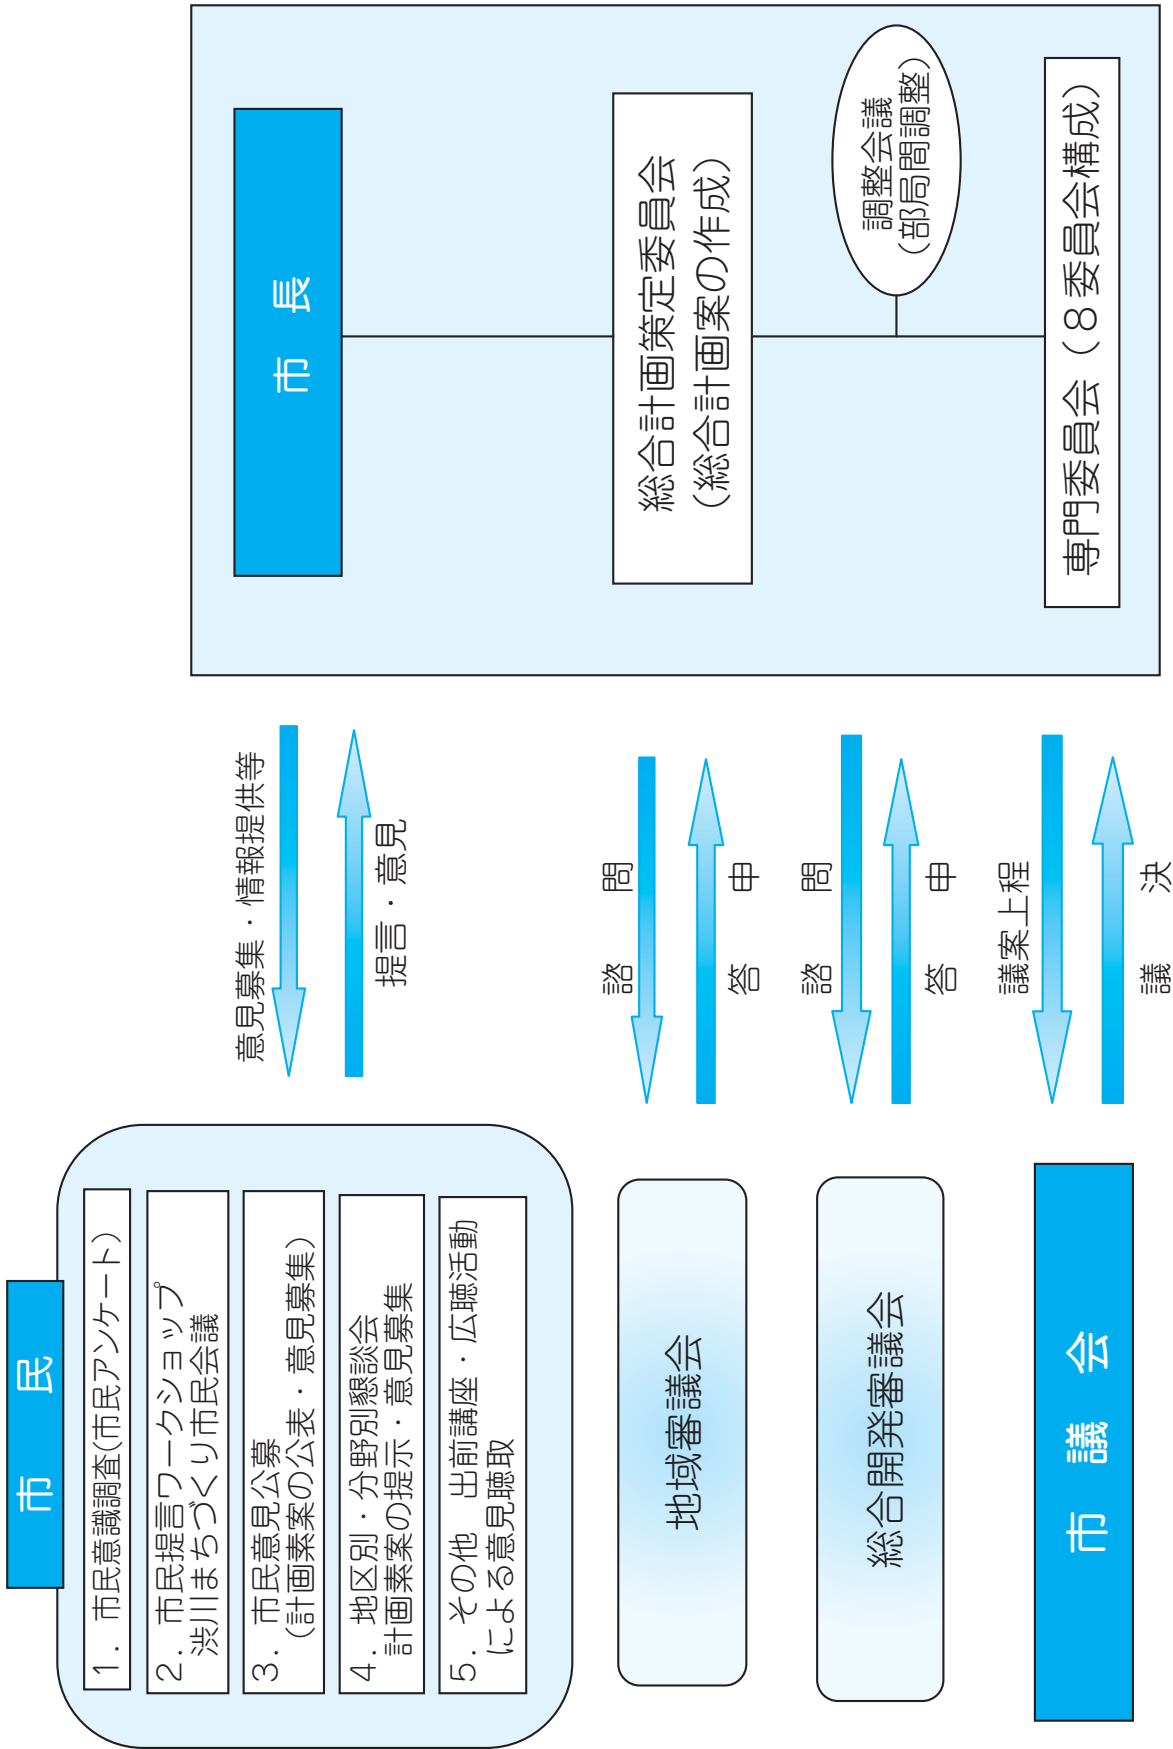 市民
1．市民意識調査(市民アンケート)
2．市民提言ワークショップ
渋川まちづくり市民会議
3．市民意見公募
(計画素案の公表・意見募集)
4．地区別・分野別懇談会
計画素案の提示・意見募集
5．その他　出前講座・広聴活動
による意見聴取
意見募集・情報提供等
提言・意見
市長
地域審議会
諮問
答申
総合計画策定委員会
(総合計画案の作成)
総合開発審議会
諮問
答申
調整会議
(部局間調整)
市議会
議案上程
議決
専門委員会(8委員会構成)